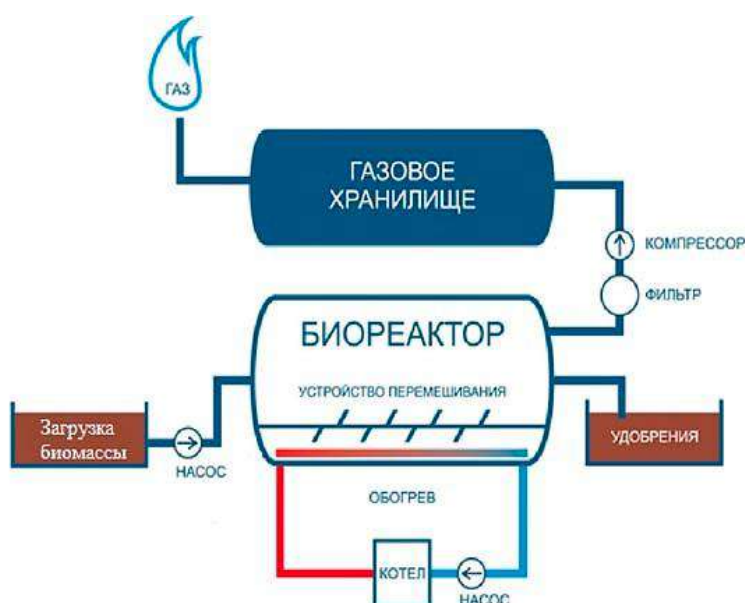 ГАЗ
ГАЗОВОЕ
ХРАНИЛИЩЕ
КОМПРЕССОР
ФИЛЬТР
БИОРЕАКТОР
УСТРОЙСТВО ПЕРЕМЕШИВАНИЯ
Загрузка
биомассы
НАСОС
УДОБРЕНИЯ
ОБОГРЕВ
КОТЕЛ
НАСОС